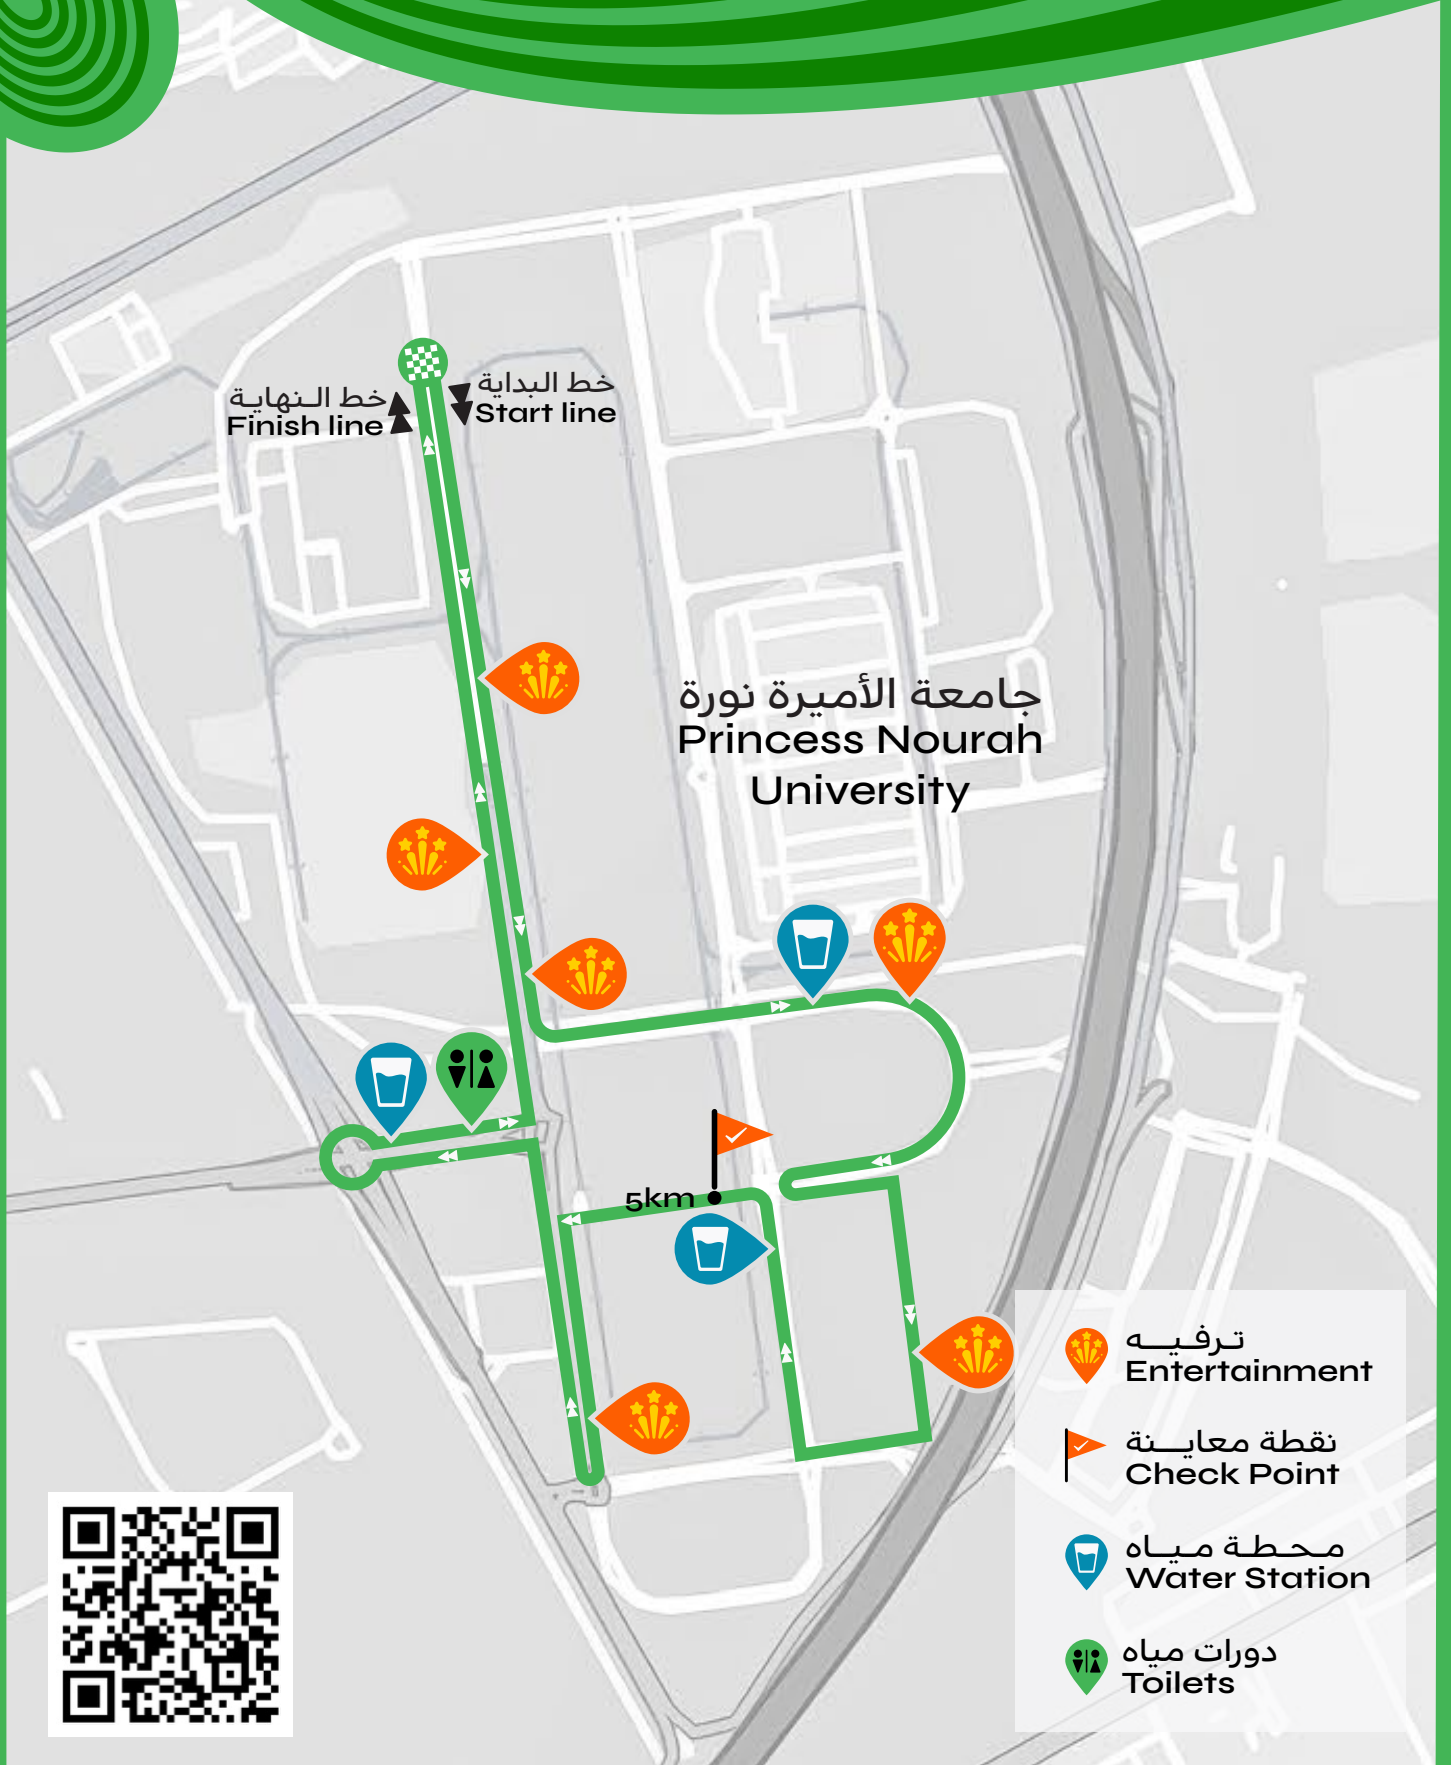 خط البداية
Start line
خط النهاية
Finish line
جامعة الأميرة نورة
Princess Nourah
University
5km
ترفيه
Entertainment
نقطة معاينة
Check Point
محطة مياه
Water Station
دورات مياه
Toilets